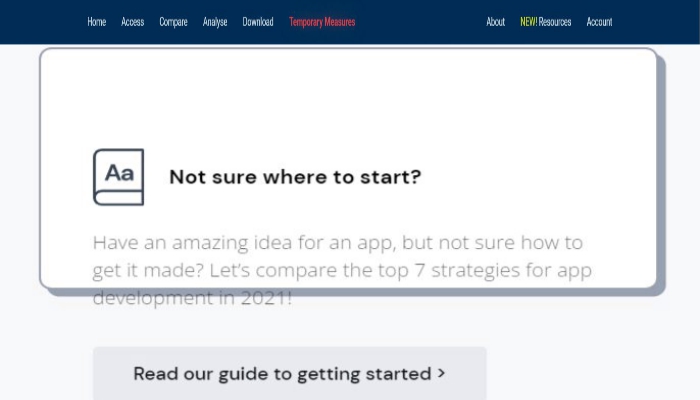 Home Access Compare Analyse Download Temporary Measures About NEW! Resources Account
Aa
Not sure where to start?
Have an amazing idea for an app, but not sure how to
get it made? Let's compare the top 7 strategies for app
development in 2021!
Read our guide to getting started >